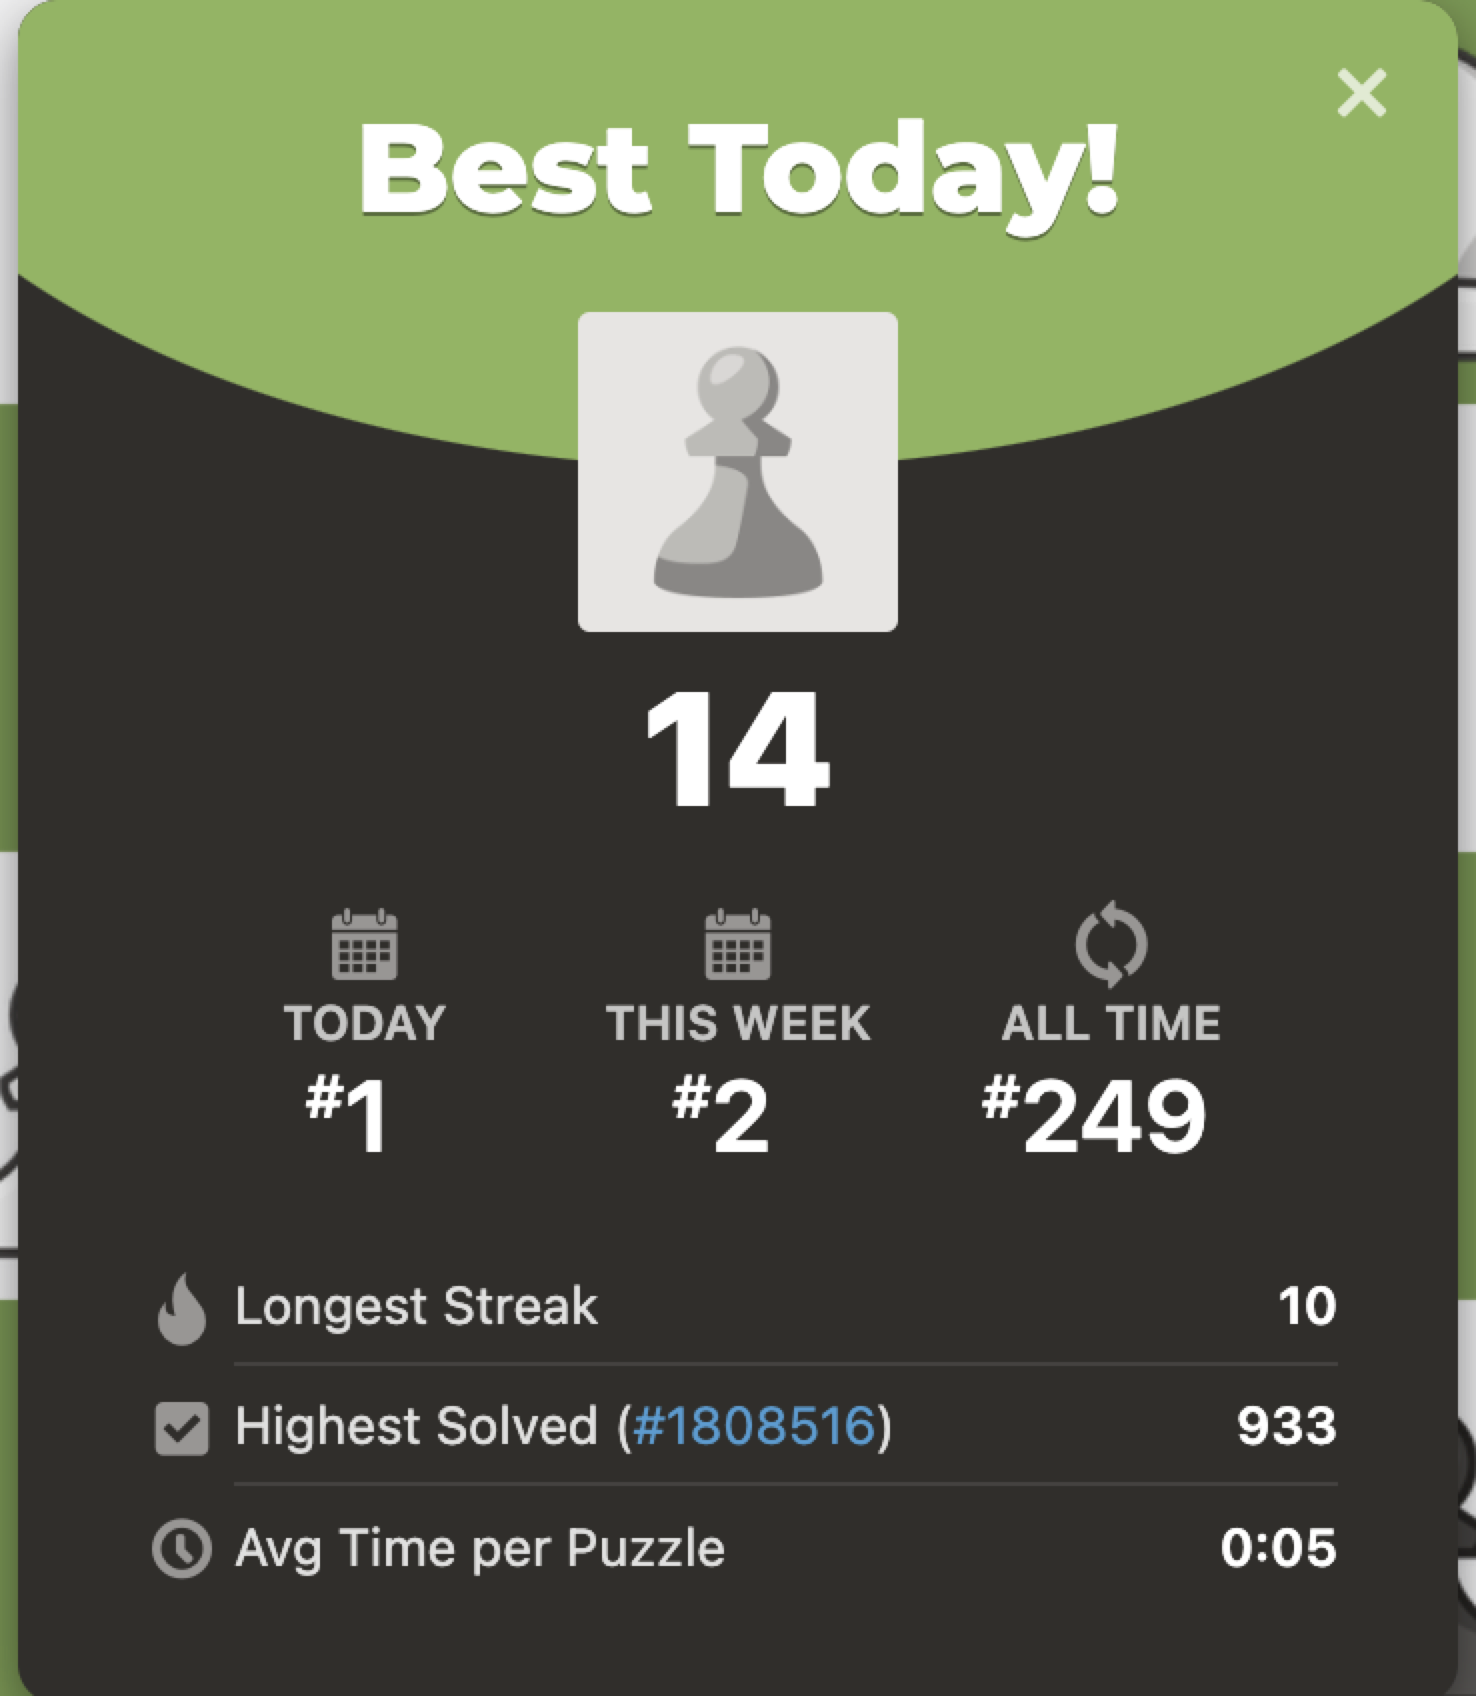 Best Today!
14
TODAY
THIS WEEK
ALL TIME
#1
#2
#249
Longest Streak 10
Highest Solved (#1808516) 933
Avg Time per Puzzle 0:05